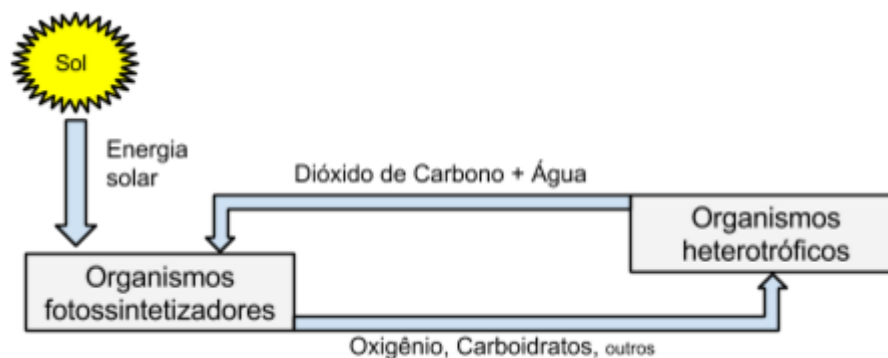 Sol
Energia
solar
Dióxido de Carbono + Água
Organismos
heterotróficos
Organismos
fotossintetizadores
Oxigênio, Carboidratos, outros